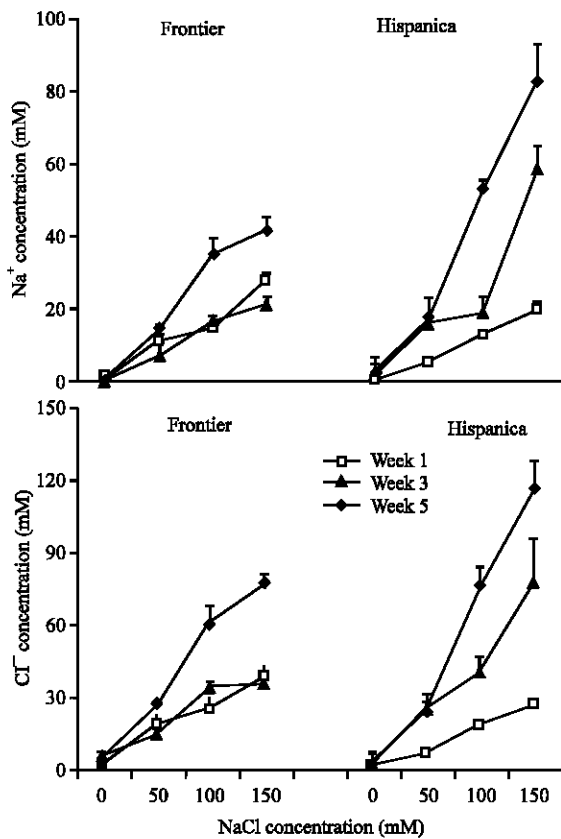 Frontier Hispanica
100
80
60
40
20
0
Na+ concentration (mM)
Frontier Hispanica
Week 1
Week 3
Week 5
150
120
90
60
30
0
Cl− concentration (mM)
0 50 100 150 0 50 100 150
NaCl concentration (mM)